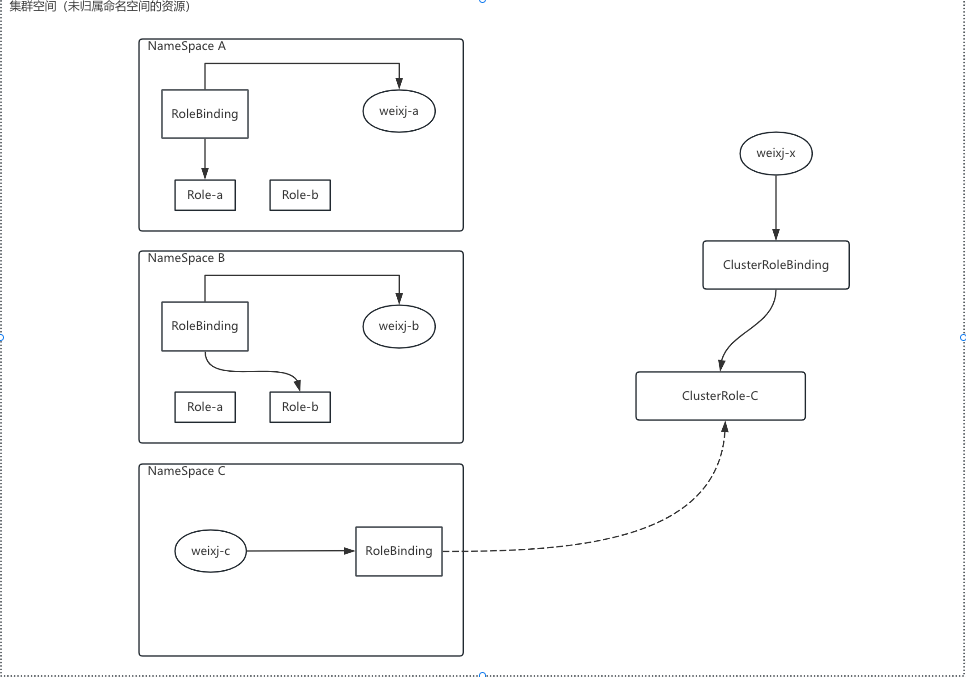 集群空间（未归属命名空间的资源）
NameSpace A
RoleBinding
weixj-a
Role-a
Role-b
NameSpace B
RoleBinding
weixj-b
Role-a
Role-b
NameSpace C
weixj-c
RoleBinding
weixj-x
ClusterRoleBinding
ClusterRole-C